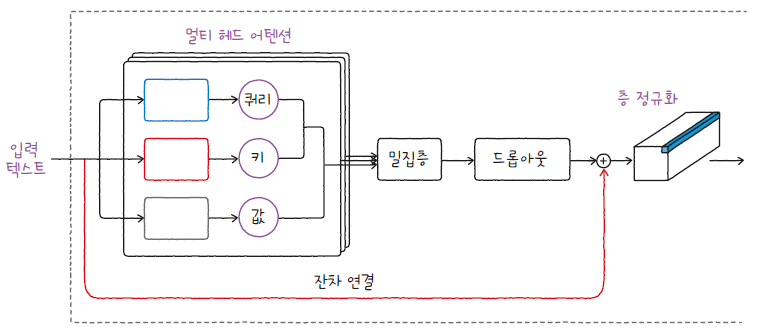 멀티 헤드 어텐션
쿼리
층 정규화
입력
텍스트
키
밀집층
드롭아웃
+
값
잔차 연결